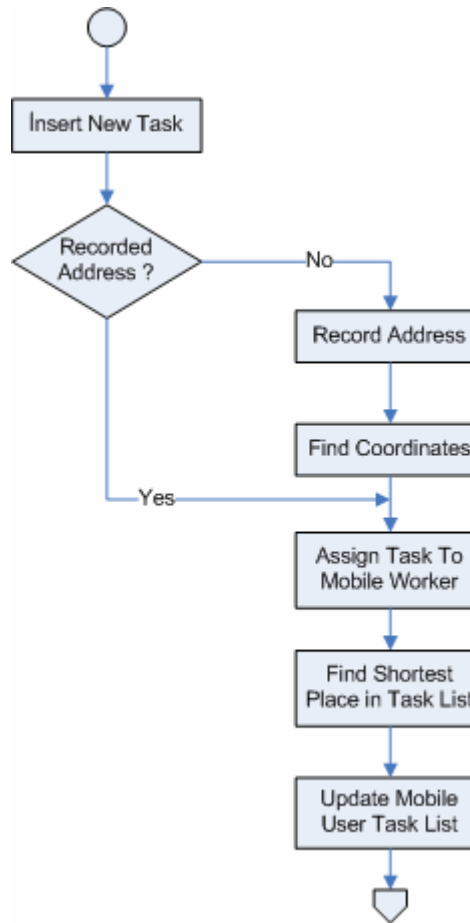 İnsert New Task
Recorded
Address ?
No
Record Address
Find Coordinates
Yes
Assign Task To
Mobile Worker
Find Shortest
Place in Task List
Update Mobile
User Task List